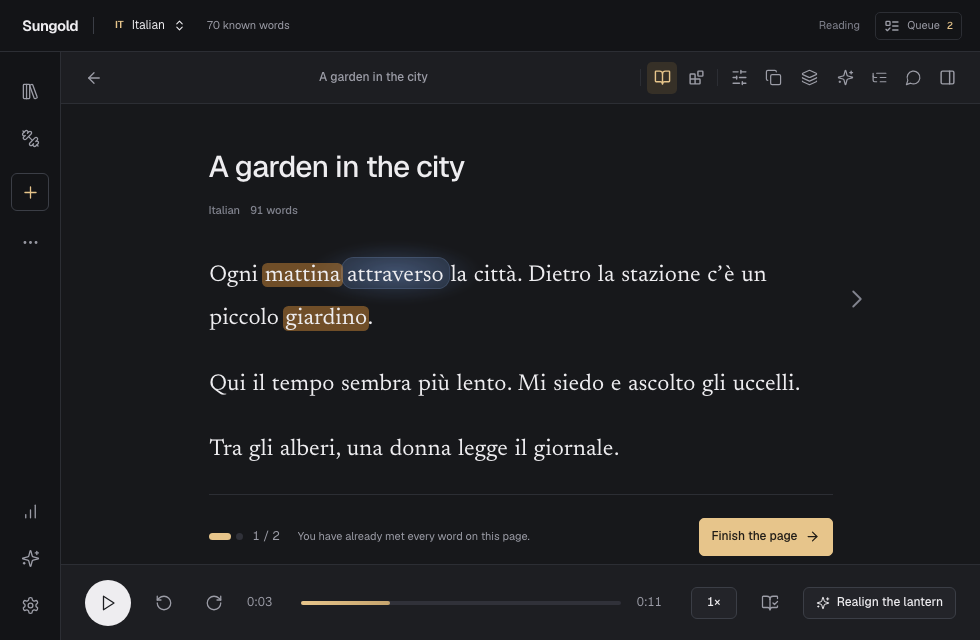 Sungold
IT Italian
70 known words
Reading
Queue 2
A garden in the city
A garden in the city
Italian 91 words
Ogni mattina attraverso la città. Dietro la stazione c’è un
piccolo giardino.
Qui il tempo sembra più lento. Mi siedo e ascolto gli uccelli.
Tra gli alberi, una donna legge il giornale.
1 / 2
You have already met every word on this page.
Finish the page
0:03
0:11
1×
Realign the lantern